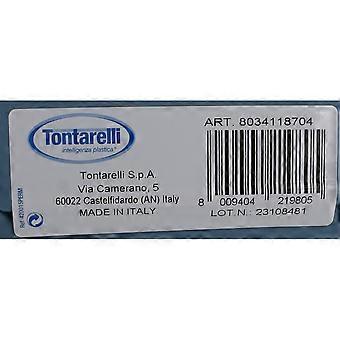 Tontarelli
intelligenza plastica®
Tontarelli S.p.A.
Via Camerano, 5
60022 Castelfidardo (AN) Italy
MADE IN ITALY
ART. 8034118704
8 009404 219805
LOT. N.: 23108481